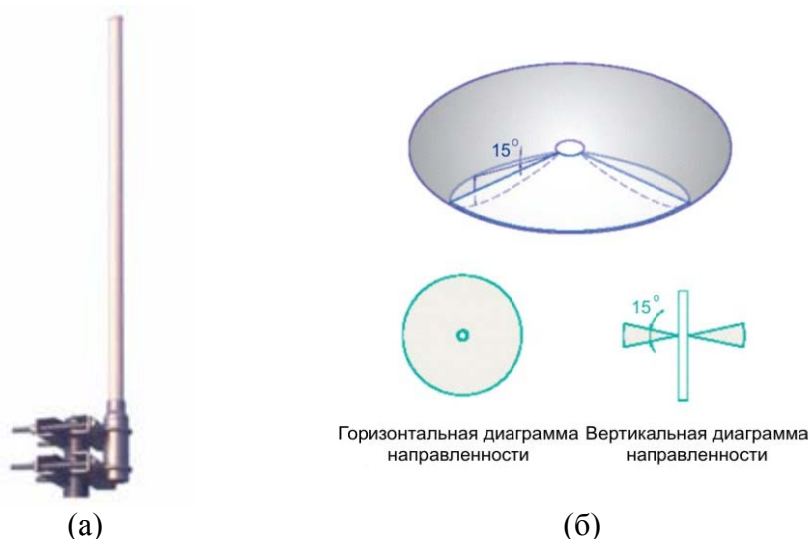 15°
15°
Горизонтальная диаграмма
направленности
Вертикальная диаграмма
направленности
(а)
(б)